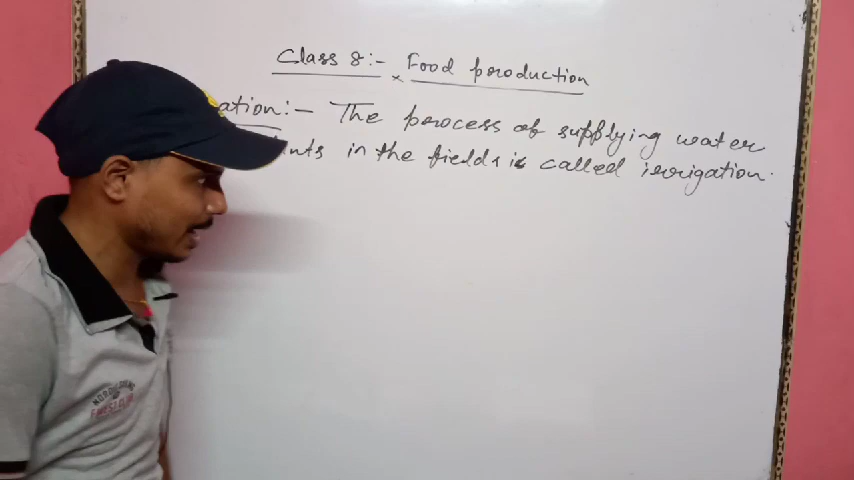 Class 8:- Food production
ation:- The process of supplying water
nts in the fields is called irrigation.